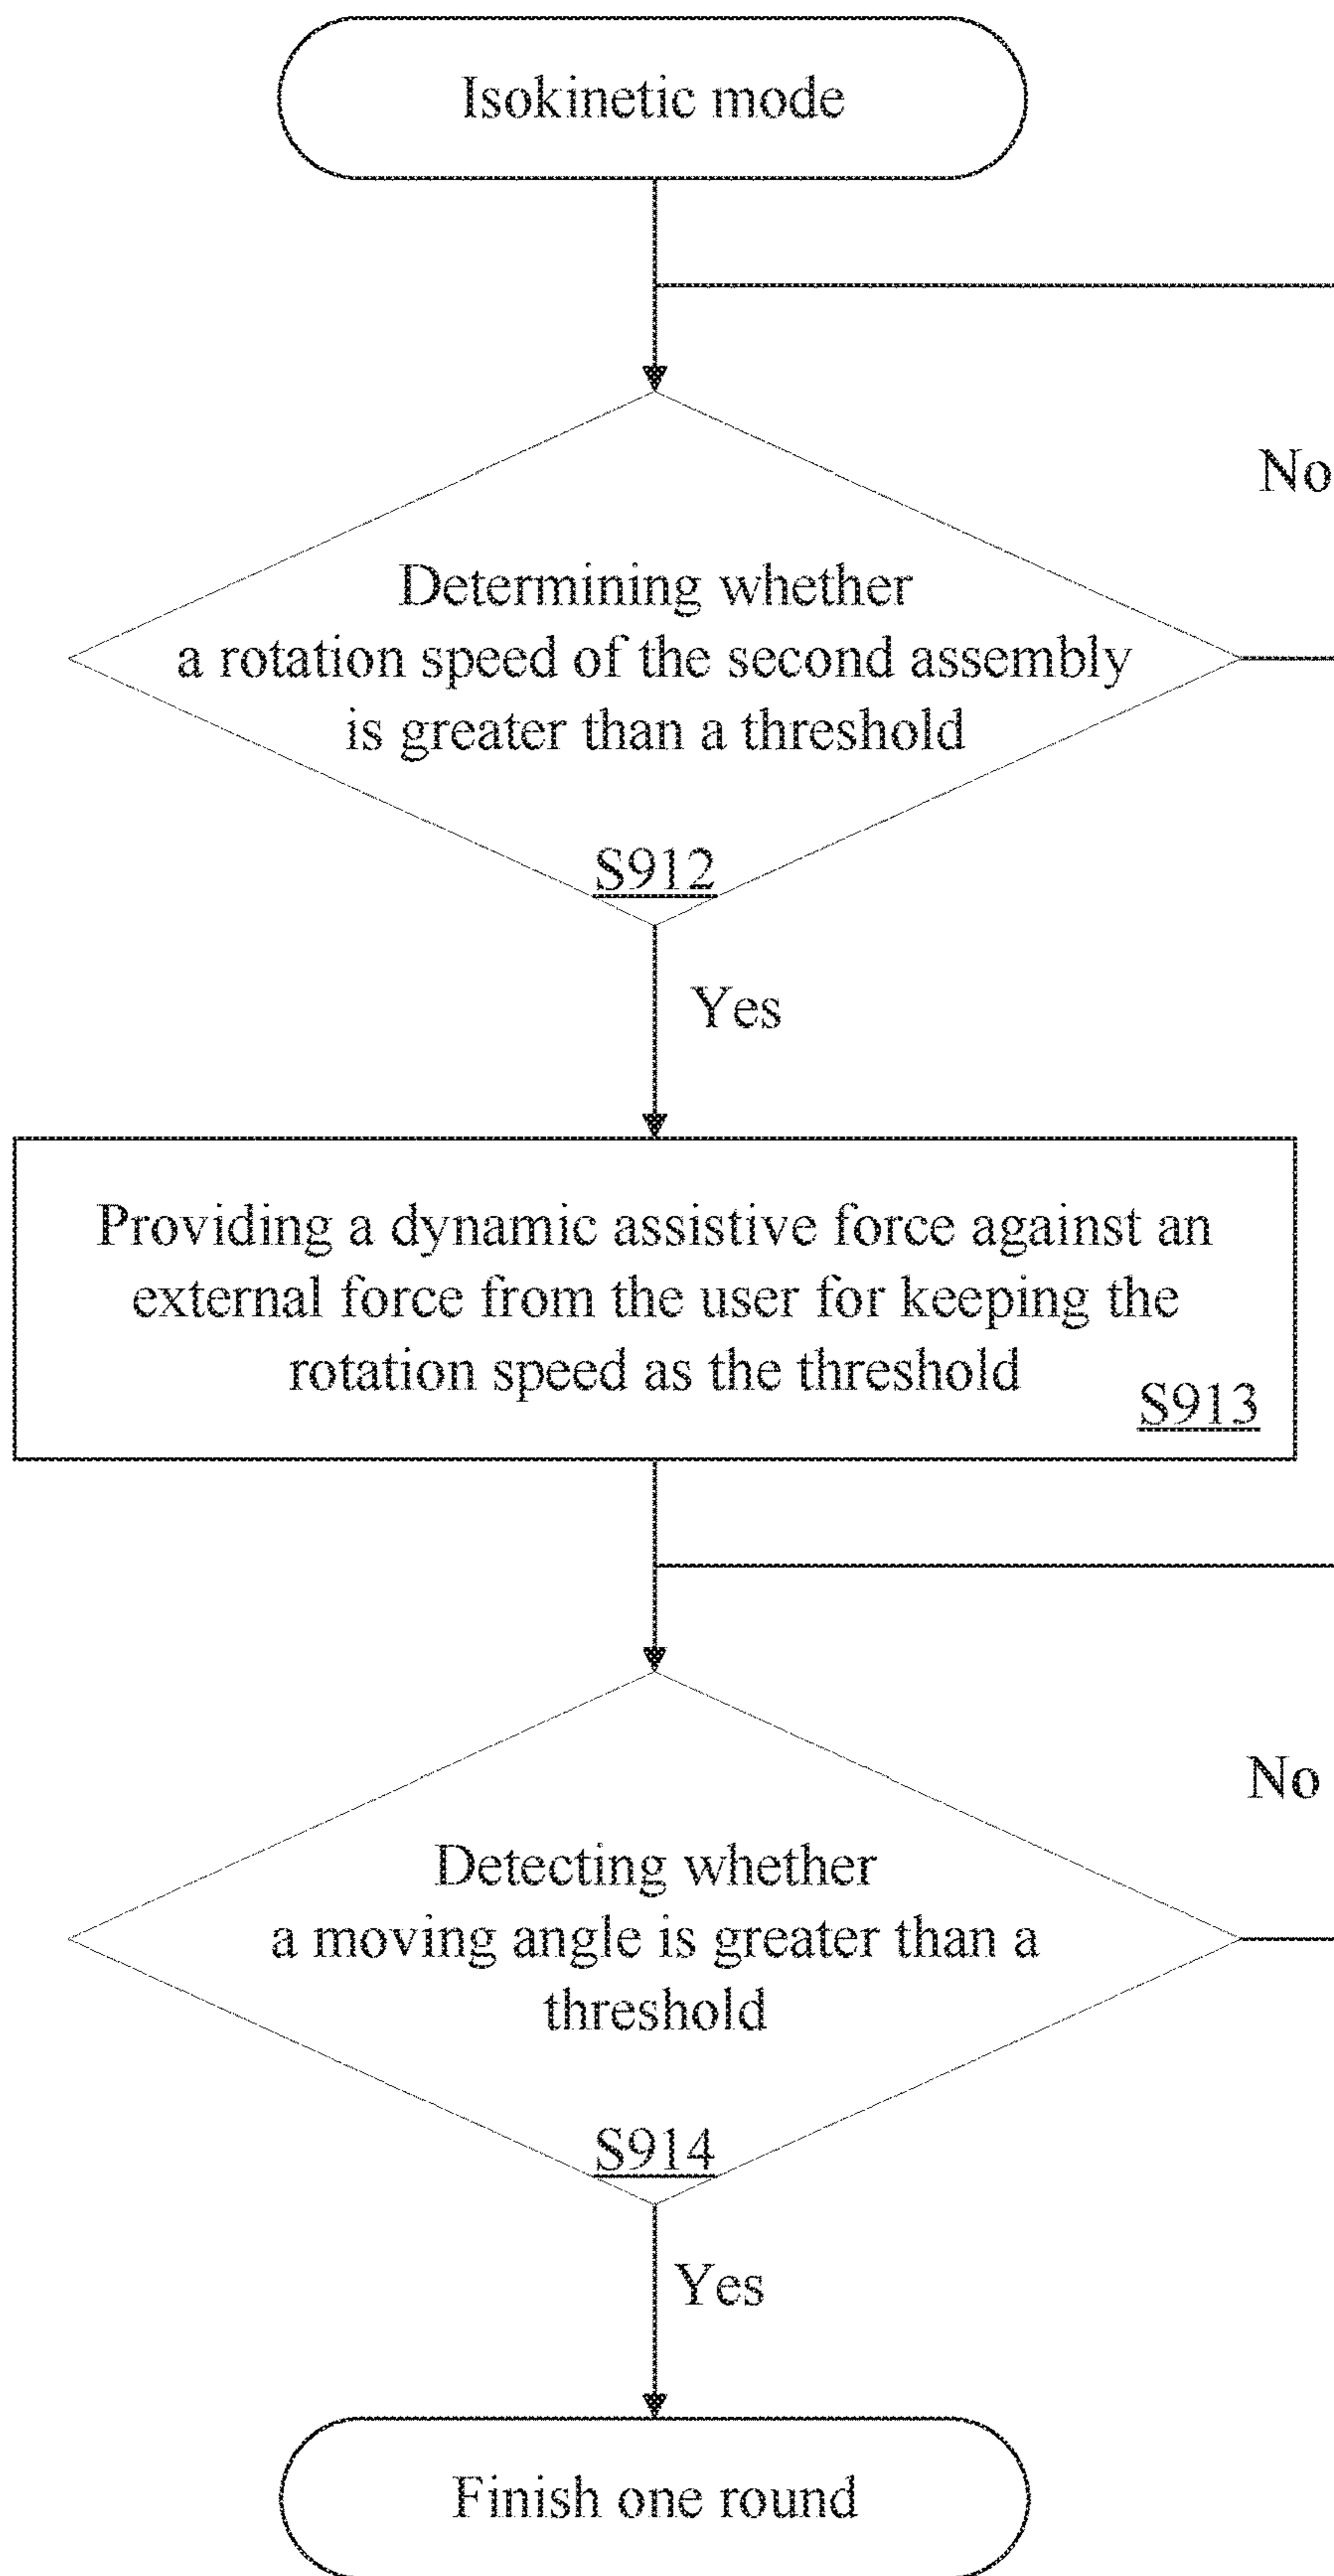 Isokinetic mode
No
Determining whether
a rotation speed of the second assembly
is greater than a threshold
S912
Yes
Providing a dynamic assistive force against an
external force from the user for keeping the
rotation speed as the threshold
S913
No
Detecting whether
a moving angle is greater than a
threshold
S914
Yes
Finish one round